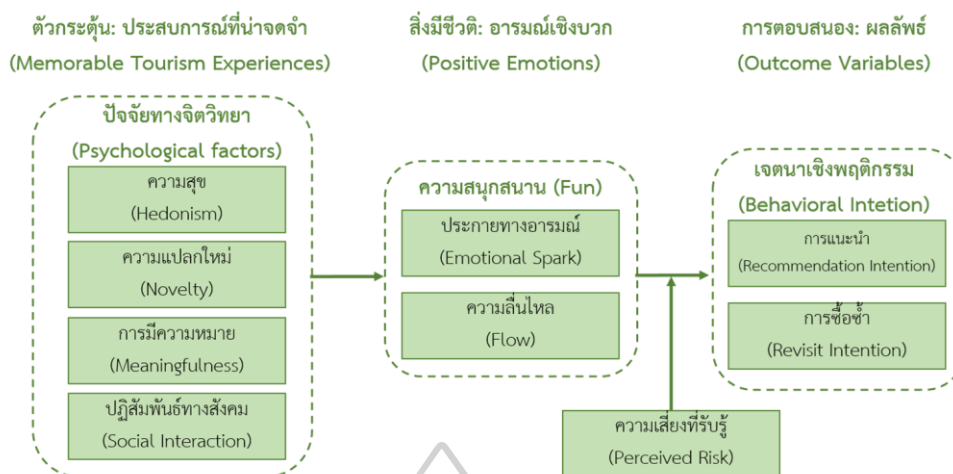 ตัวกระตุ้น: ประสบการณ์ที่น่าจดจำ
(Memorable Tourism Experiences)
สิ่งมีชีวิต: อารมณ์เชิงบวก
(Positive Emotions)
การตอบสนอง: ผลลัพธ์
(Outcome Variables)
ปัจจัยทางจิตวิทยา
(Psychological factors)
ความสุข
(Hedonism)
ความแปลกใหม่
(Novelty)
การมีความหมาย
(Meaningfulness)
ปฏิสัมพันธ์ทางสังคม
(Social Interaction)
ความสนุกสนาน (Fun)
ประกายทางอารมณ์
(Emotional Spark)
ความลื่นไหล
(Flow)
เจตนาเชิงพฤติกรรม
(Behavioral Intetion)
การแนะนำ
(Recommendation Intention)
การซื้อซ้ำ
(Revisit Intention)
ความเสี่ยงที่รับรู้
(Perceived Risk)